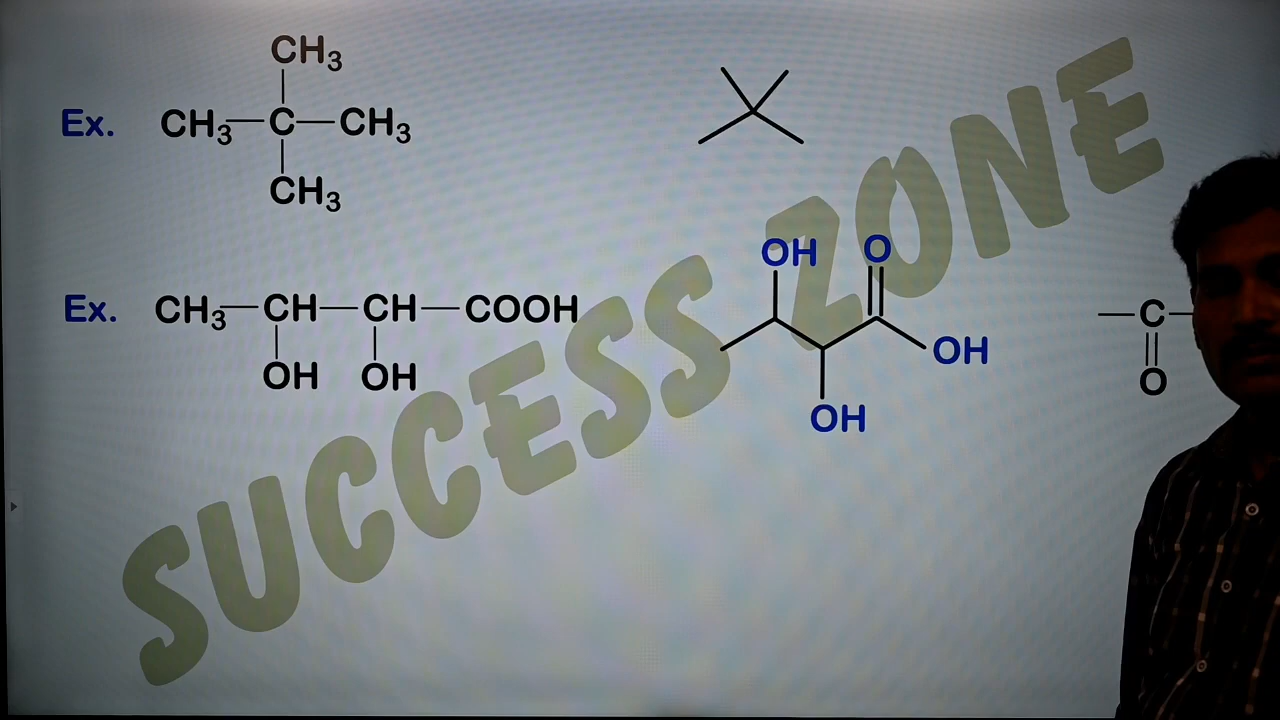 CH3
Ex. CH3—C—CH3
CH3
Ex. CH3—CH—CH—COOH
OH OH
OH O
OH
OH
—C—
O
SUCCESS ZONE